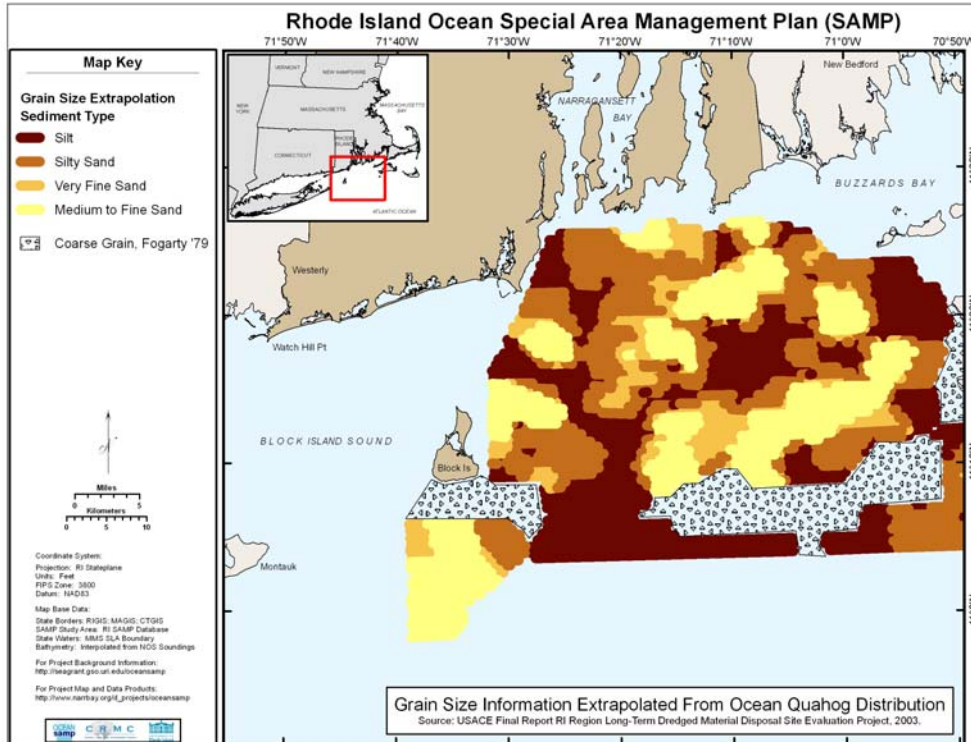 Rhode Island Ocean Special Area Management Plan (SAMP)
71°50'W 71°40'W 71°30'W 71°20'W 71°10'W 71°0'W 70°50'W
Map Key
Grain Size Extrapolation
Sediment Type
Silt
Silty Sand
Very Fine Sand
Medium to Fine Sand
Coarse Grain, Fogarty '79
Miles
0 5
Kilometers
0 5 10
Coordinate System:
Projection: RI Stateplane
Units: Feet
FIPS Zone: 3800
Datum: NAD83
Map Base Data:
State Borders: RIGIS; MAGIS; CTGIS
SAMP Study Area: RI SAMP Database
State Waters: MMS SLA Boundary
Bathymetry: Interpolated from NOS Soundings
For Project Background Information:
http://seagrant.gso.uri.edu/oceansamp
For Project Map and Data Products:
http://www.narrbay.org/d_projects/oceansamp
OCEAN
samp
CRMC
VERMONT
NEW HAMPSHIRE
NEW
YORK
MASSACHUSETTS
MASSACHUSETTS
BAY
CONNECTICUT
RHODE
ISLAND
ATLANTIC OCEAN
New Bedford
NARRAGANSETT
BAY
BUZZARDS BAY
Westerly
Watch Hill Pt
BLOCK ISLAND SOUND
Block Is
Montauk
Grain Size Information Extrapolated From Ocean Quahog Distribution
Source: USACE Final Report RI Region Long-Term Dredged Material Disposal Site Evaluation Project, 2003.